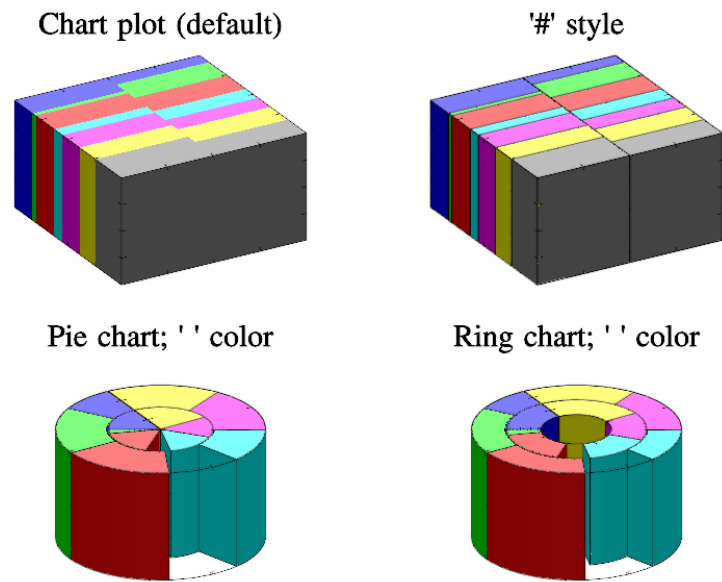 Chart plot (default)
'#' style
Pie chart; ' ' color
Ring chart; ' ' color